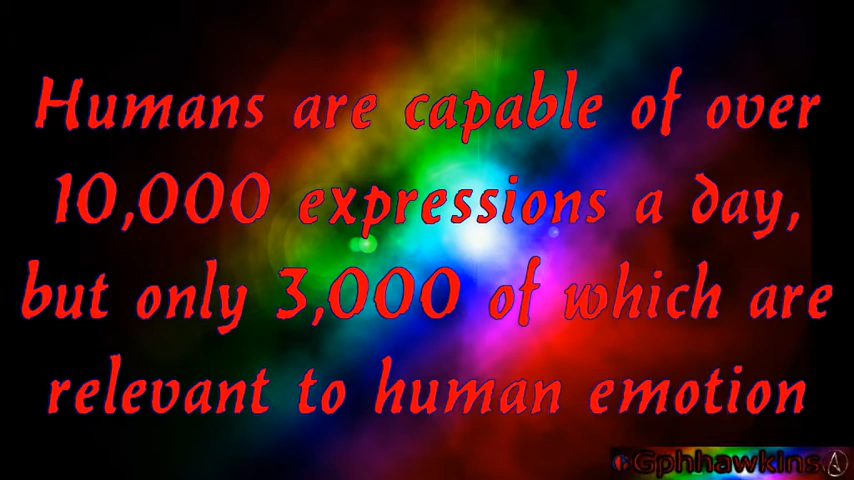 Humans are capable of over
10,000 expressions a day,
but only 3,000 of which are
relevant to human emotion
Gphhawkins